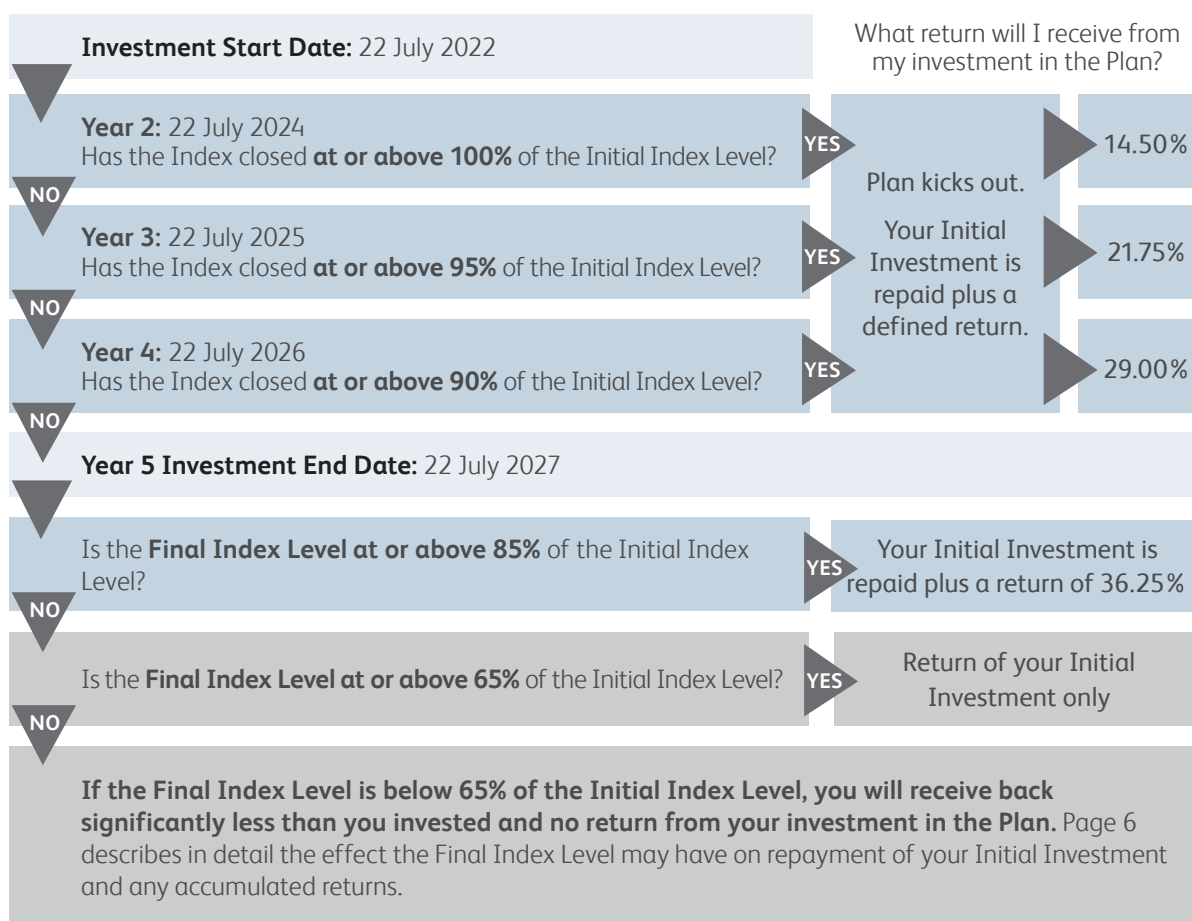 Investment Start Date: 22 July 2022
What return will I receive from
my investment in the Plan?
Year 2: 22 July 2024
Has the Index closed at or above 100% of the Initial Index Level?
YES
14.50%
NO
Plan kicks out.
Your Initial
Investment is
repaid plus a
defined return.
Year 3: 22 July 2025
Has the Index closed at or above 95% of the Initial Index Level?
YES
21.75%
NO
Year 4: 22 July 2026
Has the Index closed at or above 90% of the Initial Index Level?
YES
29.00%
NO
Year 5 Investment End Date: 22 July 2027
Is the Final Index Level at or above 85% of the Initial Index
Level?
YES
Your Initial Investment is
repaid plus a return of 36.25%
NO
Is the Final Index Level at or above 65% of the Initial Index Level?
YES
Return of your Initial
Investment only
NO
If the Final Index Level is below 65% of the Initial Index Level, you will receive back
significantly less than you invested and no return from your investment in the Plan. Page 6
describes in detail the effect the Final Index Level may have on repayment of your Initial Investment
and any accumulated returns.